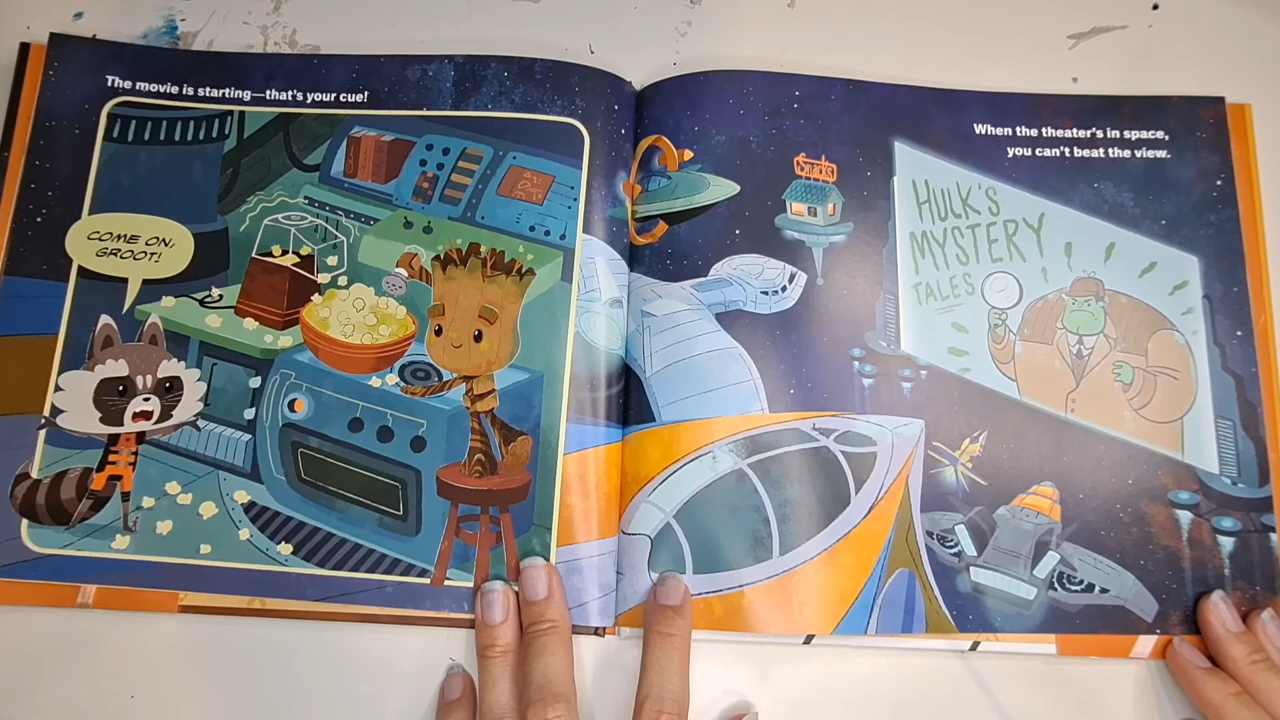 The movie is starting—that's your cue!
COME ON,
GROOT!
When the theater's in space,
you can't beat the view.
Snacks
HULK'S
MYSTERY
TALES